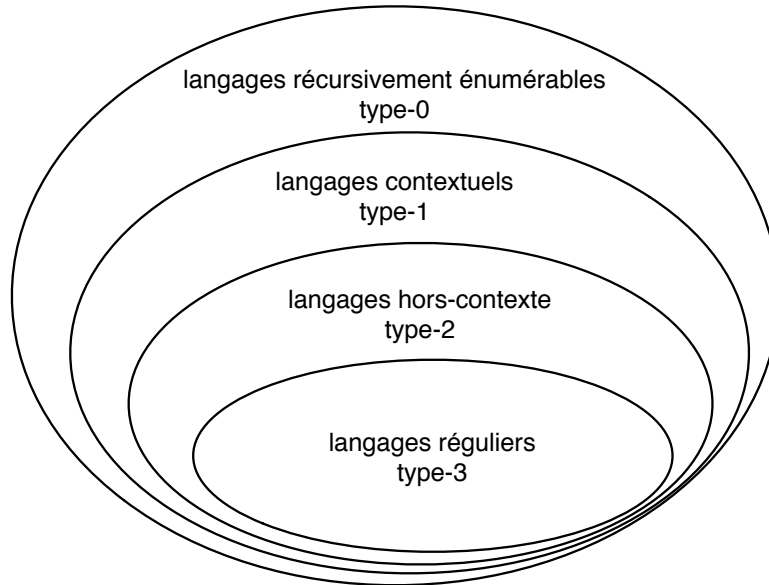 langages récursivement énumérables
type-0
langages contextuels
type-1
langages hors-contexte
type-2
langages réguliers
type-3